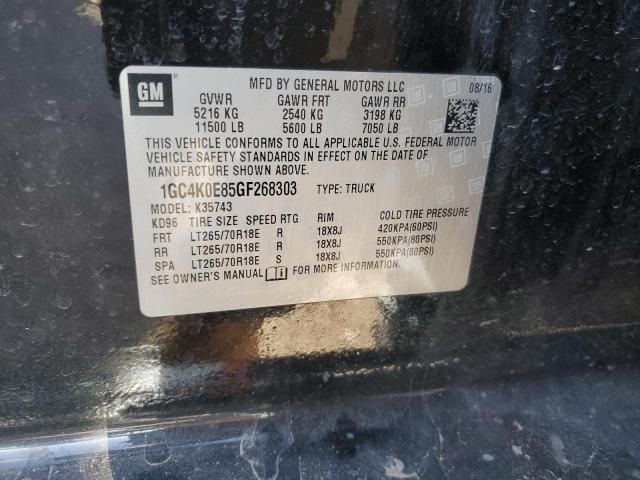 GM
MFD BY GENERAL MOTORS LLC 08/16
GVWR GAWR FRT GAWR RR
5216 KG 2540 KG 3198 KG
11500 LB 5600 LB 7050 LB
THIS VEHICLE CONFORMS TO ALL APPLICABLE U.S. FEDERAL MOTOR
VEHICLE SAFETY STANDARDS IN EFFECT ON THE DATE OF
MANUFACTURE SHOWN ABOVE.
1GC4K0E85GF268303 TYPE: TRUCK
MODEL: K35743
KD96 TIRE SIZE SPEED RTG RIM COLD TIRE PRESSURE
FRT LT265/70R18E R 18X8J 420KPA(60PSI)
RR LT265/70R18E R 18X8J 550KPA(80PSI)
SPA LT265/70R18E S 18X8J 550KPA(80PSI)
SEE OWNER'S MANUAL FOR MORE INFORMATION.